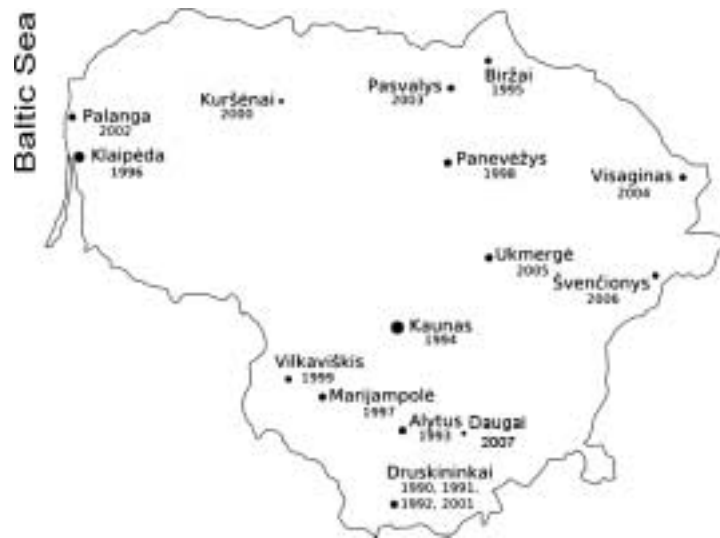 Baltic Sea
Biržai
1995
Pasvalys
2003
Kuršėnai
2000
Palanga
2002
Klaipėda
1996
Panevėžys
1998
Visaginas
2004
Ukmergė
2005
Švenčionys
2006
Kaunas
1994
Vilkaviškis
1999
Marijampolė
1997
Alytus
1993
Daugai
2007
Druskininkai
1990, 1991,
1992, 2001